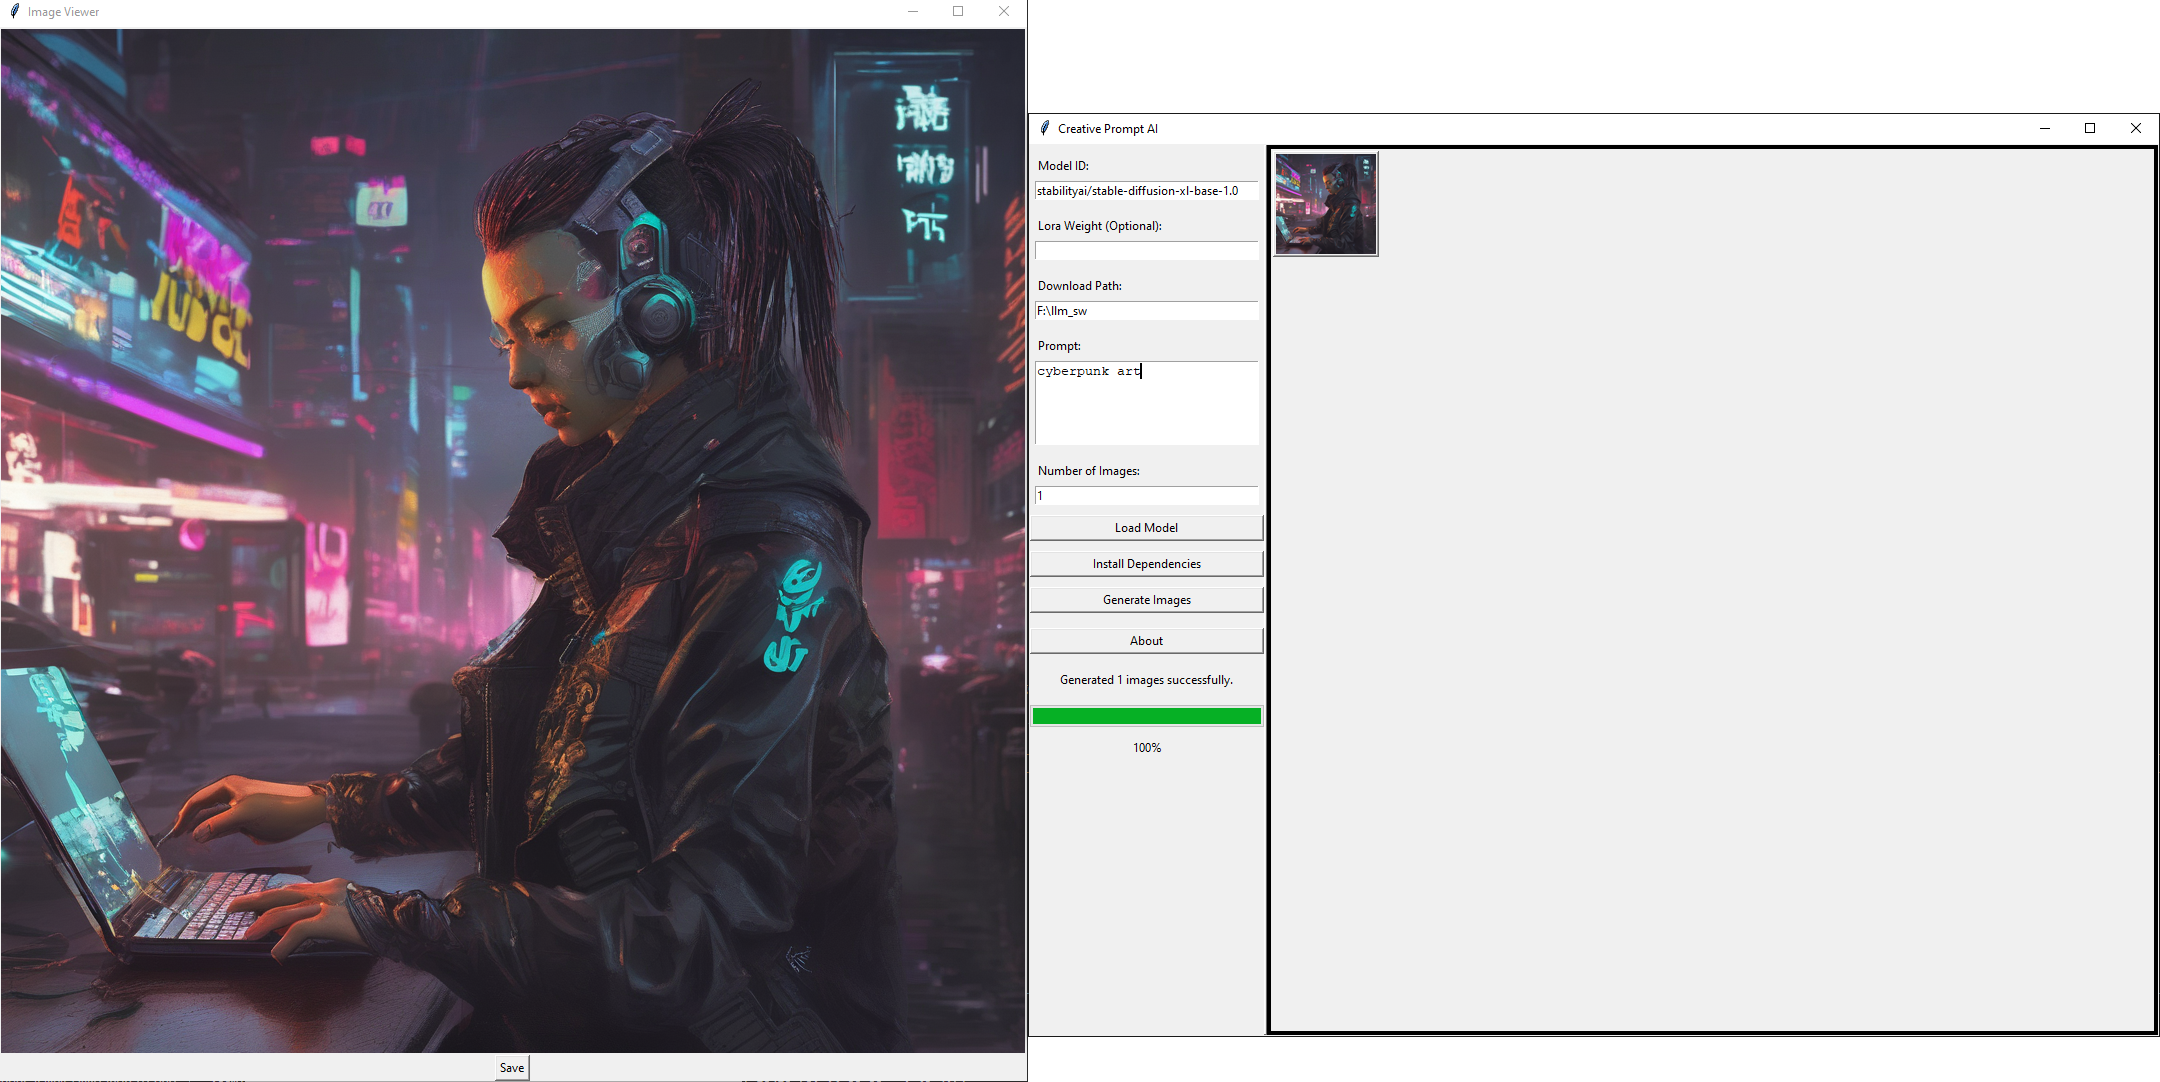 Image Viewer
Save
Creative Prompt AI
Model ID:
stabilityai/stable-diffusion-xl-base-1.0
Lora Weight (Optional):
Download Path:
F:\llm_sw
Prompt:
cyberpunk art
Number of Images:
1
Load Model
Install Dependencies
Generate Images
About
Generated 1 images successfully.
100%